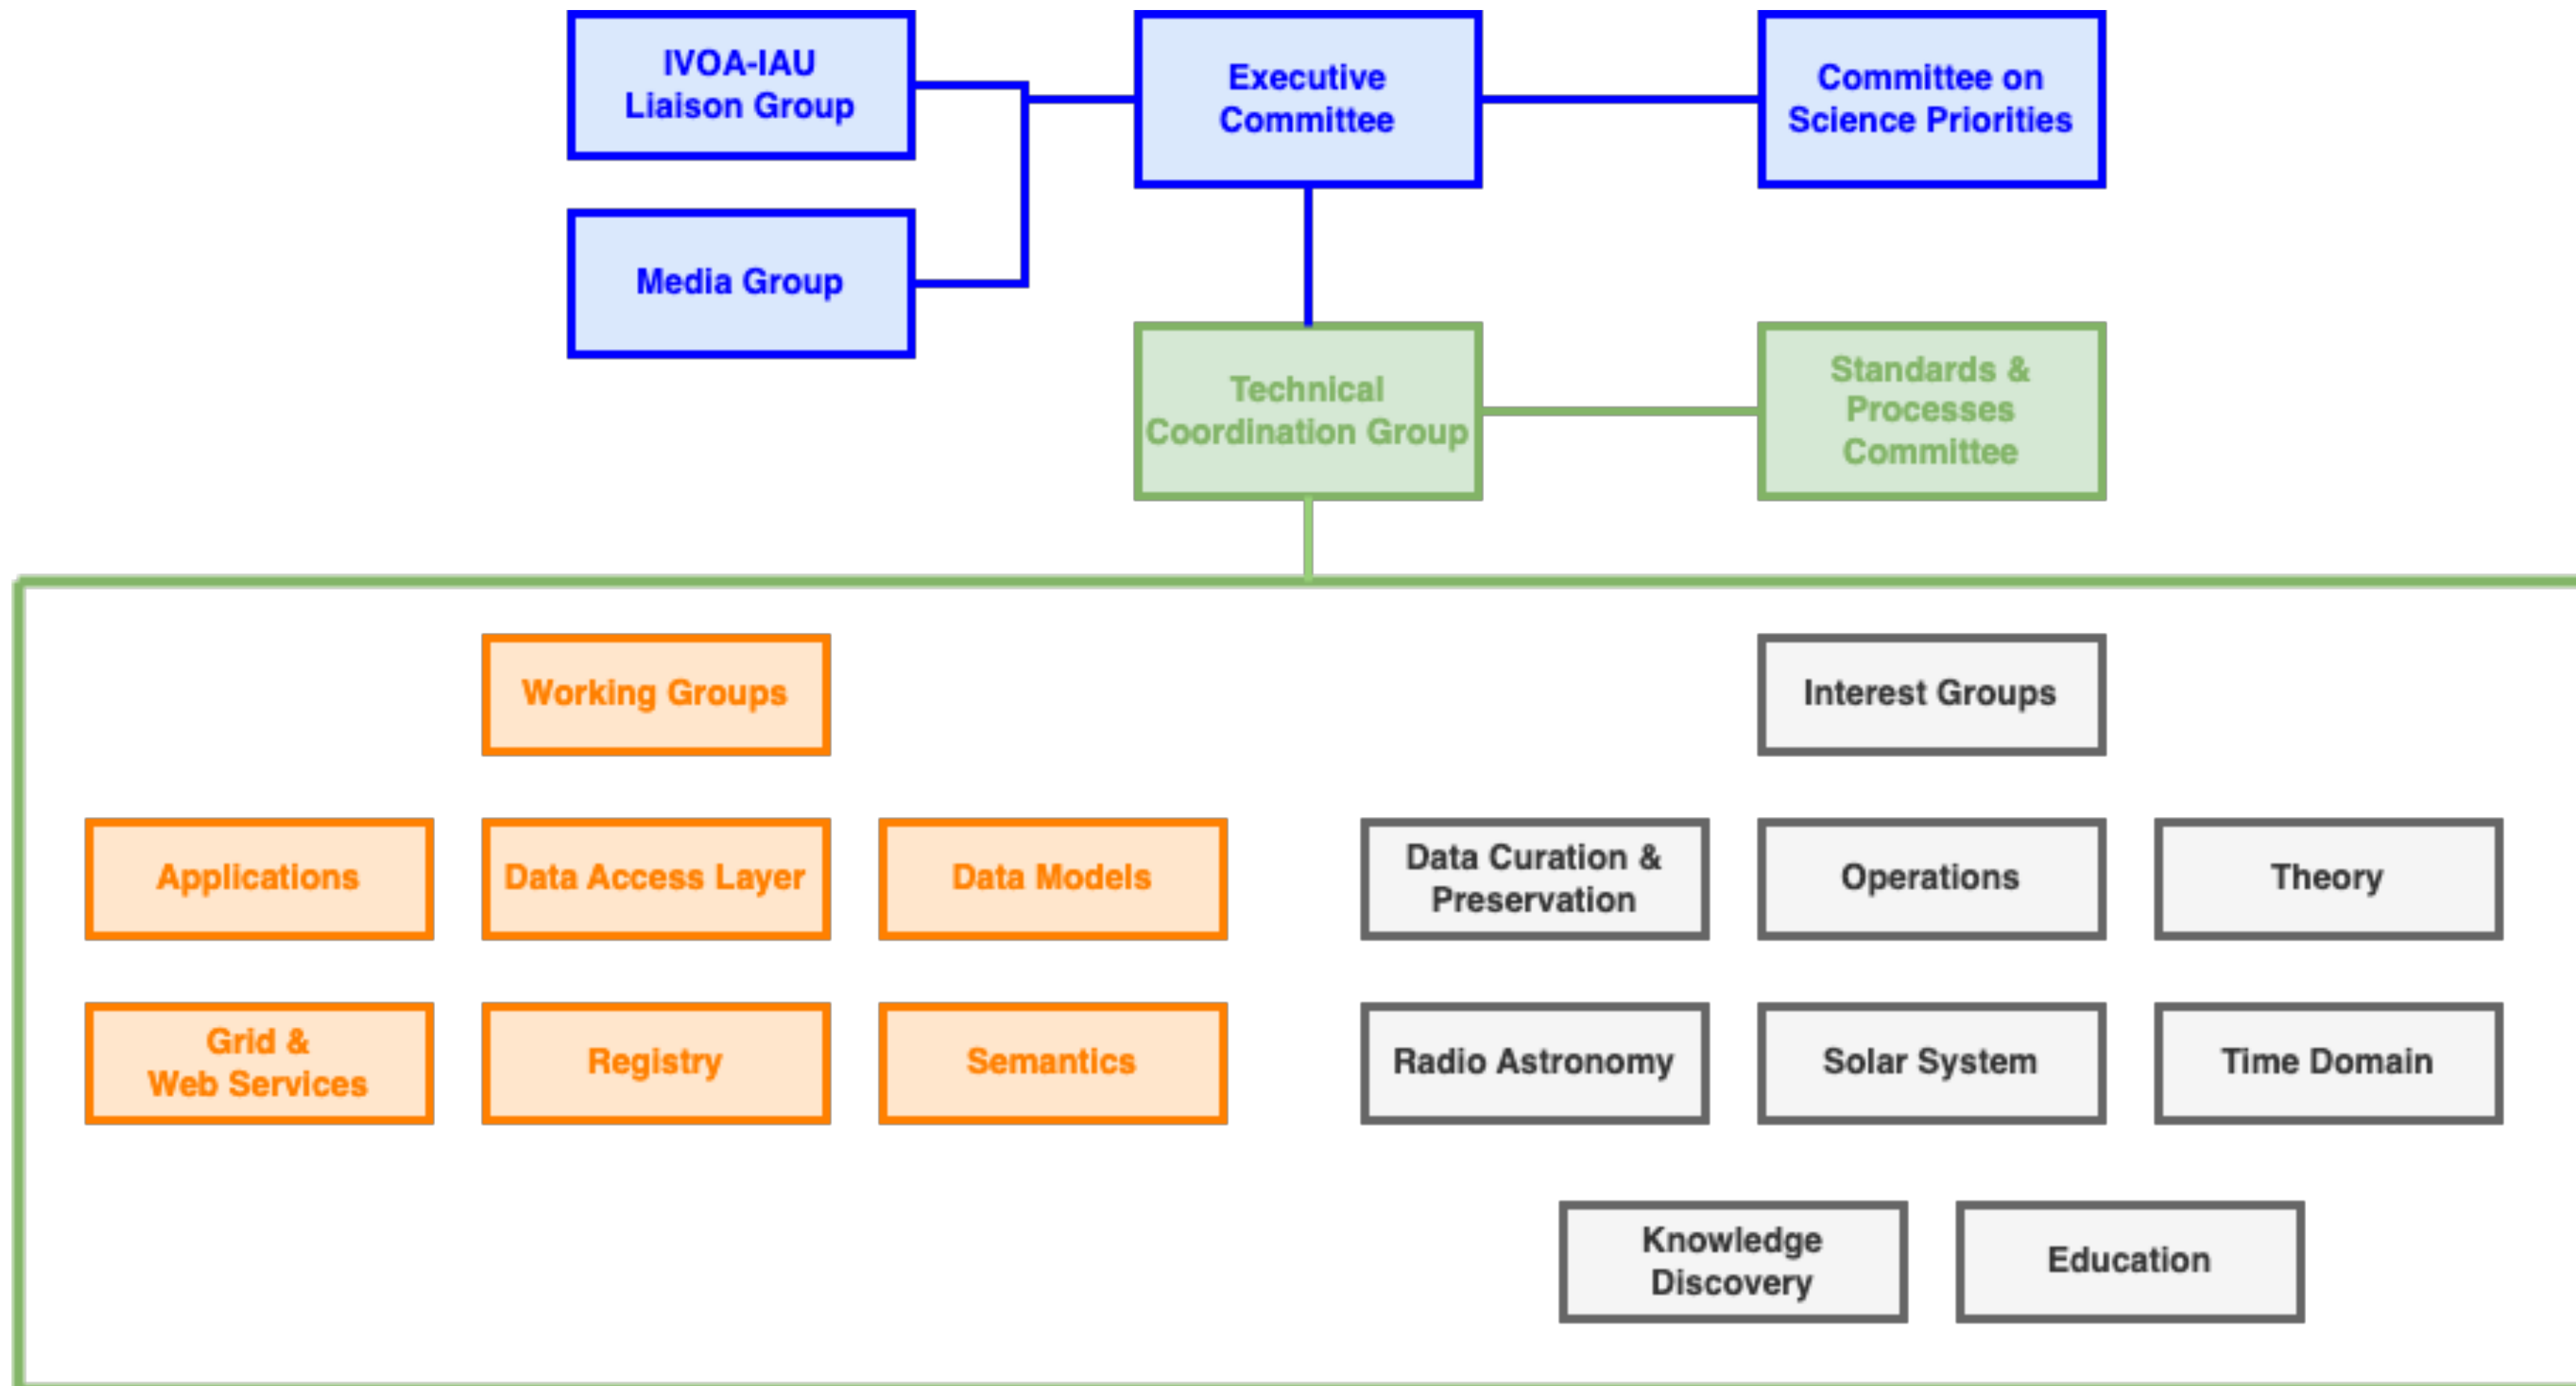 IVOA-IAU
Liaison Group
Executive
Committee
Committee on
Science Priorities
Media Group
Technical
Coordination Group
Standards &
Processes
Committee
Working Groups
Interest Groups
Applications
Data Access Layer
Data Models
Data Curation &
Preservation
Operations
Theory
Grid &
Web Services
Registry
Semantics
Radio Astronomy
Solar System
Time Domain
Knowledge
Discovery
Education